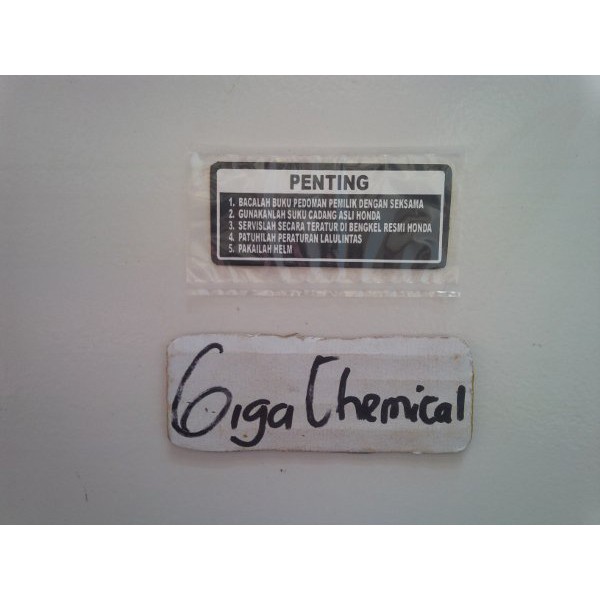 PENTING
1. BACALAH BUKU PEDOMAN PEMILIK DENGAN SEKSAMA
2. GUNAKANLAH SUKU CADANG ASLI HONDA
3. SERVISLAH SECARA TERATUR DI BENGKEL RESMI HONDA
4. PATUHILAH PERATURAN LALULINTAS
5. PAKAILAH HELM
Giga Chemical